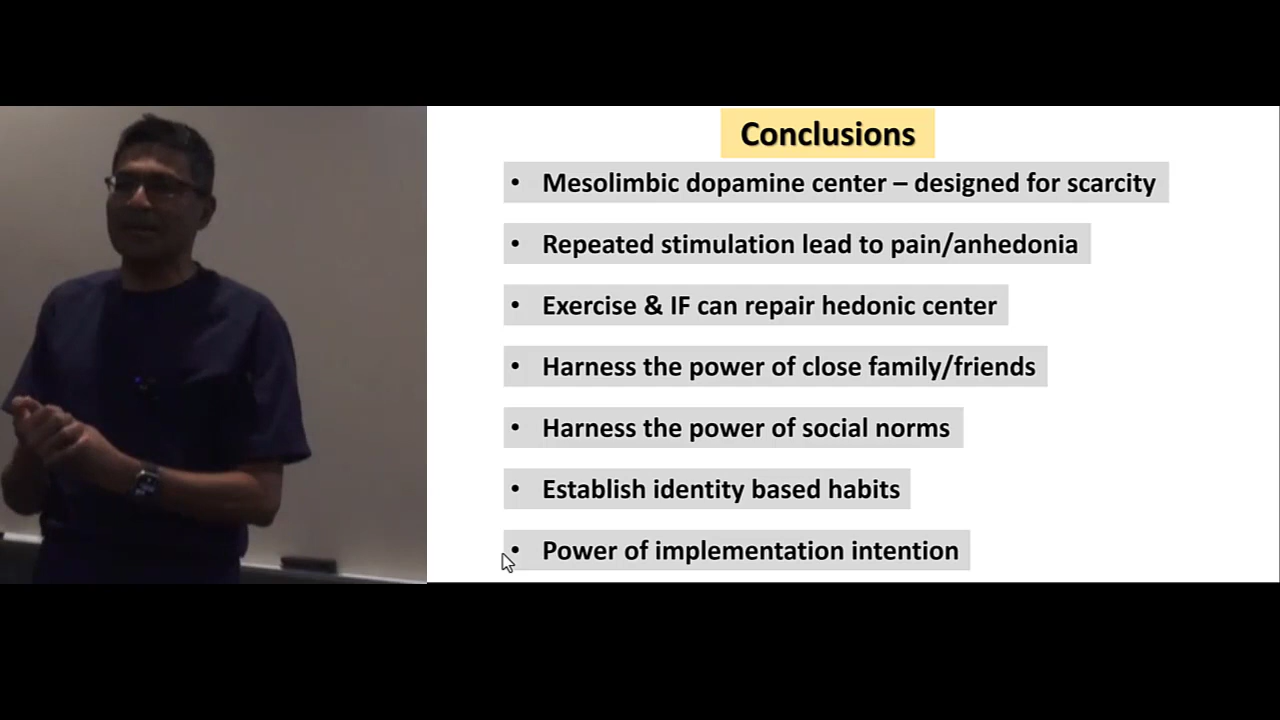 Conclusions
• Mesolimbic dopamine center – designed for scarcity
• Repeated stimulation lead to pain/anhedonia
• Exercise & IF can repair hedonic center
• Harness the power of close family/friends
• Harness the power of social norms
• Establish identity based habits
• Power of implementation intention